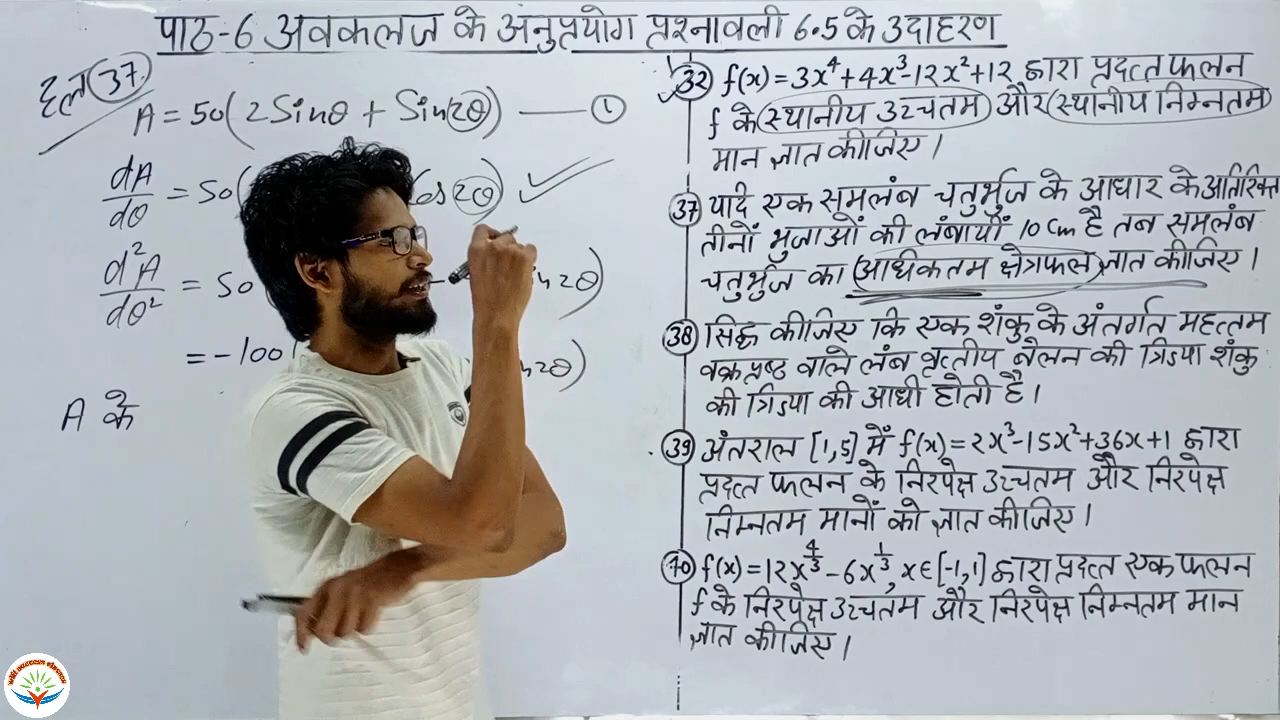 पाठ-6 अवकलज के अनुप्रयोग प्रश्नावली 6.5 के उदाहरण
हल 37
A = 50(2Sinθ + Sin2θ) — 1
dA/dθ = 50( Cos2θ)
d²A/dθ² = 50 2θ)
= -100 2θ)
A के
32 f(x) = 3x⁴+4x³-12x²+12 द्वारा प्रदत्त फलन
f के (स्थानीय उच्चतम) और (स्थानीय निम्नतम)
मान ज्ञात कीजिए।
37 यदि एक समलंब चतुर्भुज के आधार के अतिरिक्त
तीनों भुजाओं की लंबायाँ 10 Cm है तब समलंब
चतुर्भुज का (अधिकतम क्षेत्रफल) ज्ञात कीजिए।
38 सिद्ध कीजिए कि एक शंकु के अंतर्गत महत्तम
वक्रपृष्ठ वाले लंब वृत्तीय बेलन की त्रिज्या शंकु
की त्रिज्या की आधी होती है।
39 अंतराल [1,5] में f(x) = 2x³-15x²+36x+1 द्वारा
प्रदत्त फलन के निरपेक्ष उच्चतम और निरपेक्ष
निम्नतम मानों को ज्ञात कीजिए।
40 f(x) = 12x^4/3 - 6x^1/3, x∈[-1,1] द्वारा प्रदत्त एक फलन
f के निरपेक्ष उच्चतम और निरपेक्ष निम्नतम मान
ज्ञात कीजिए।